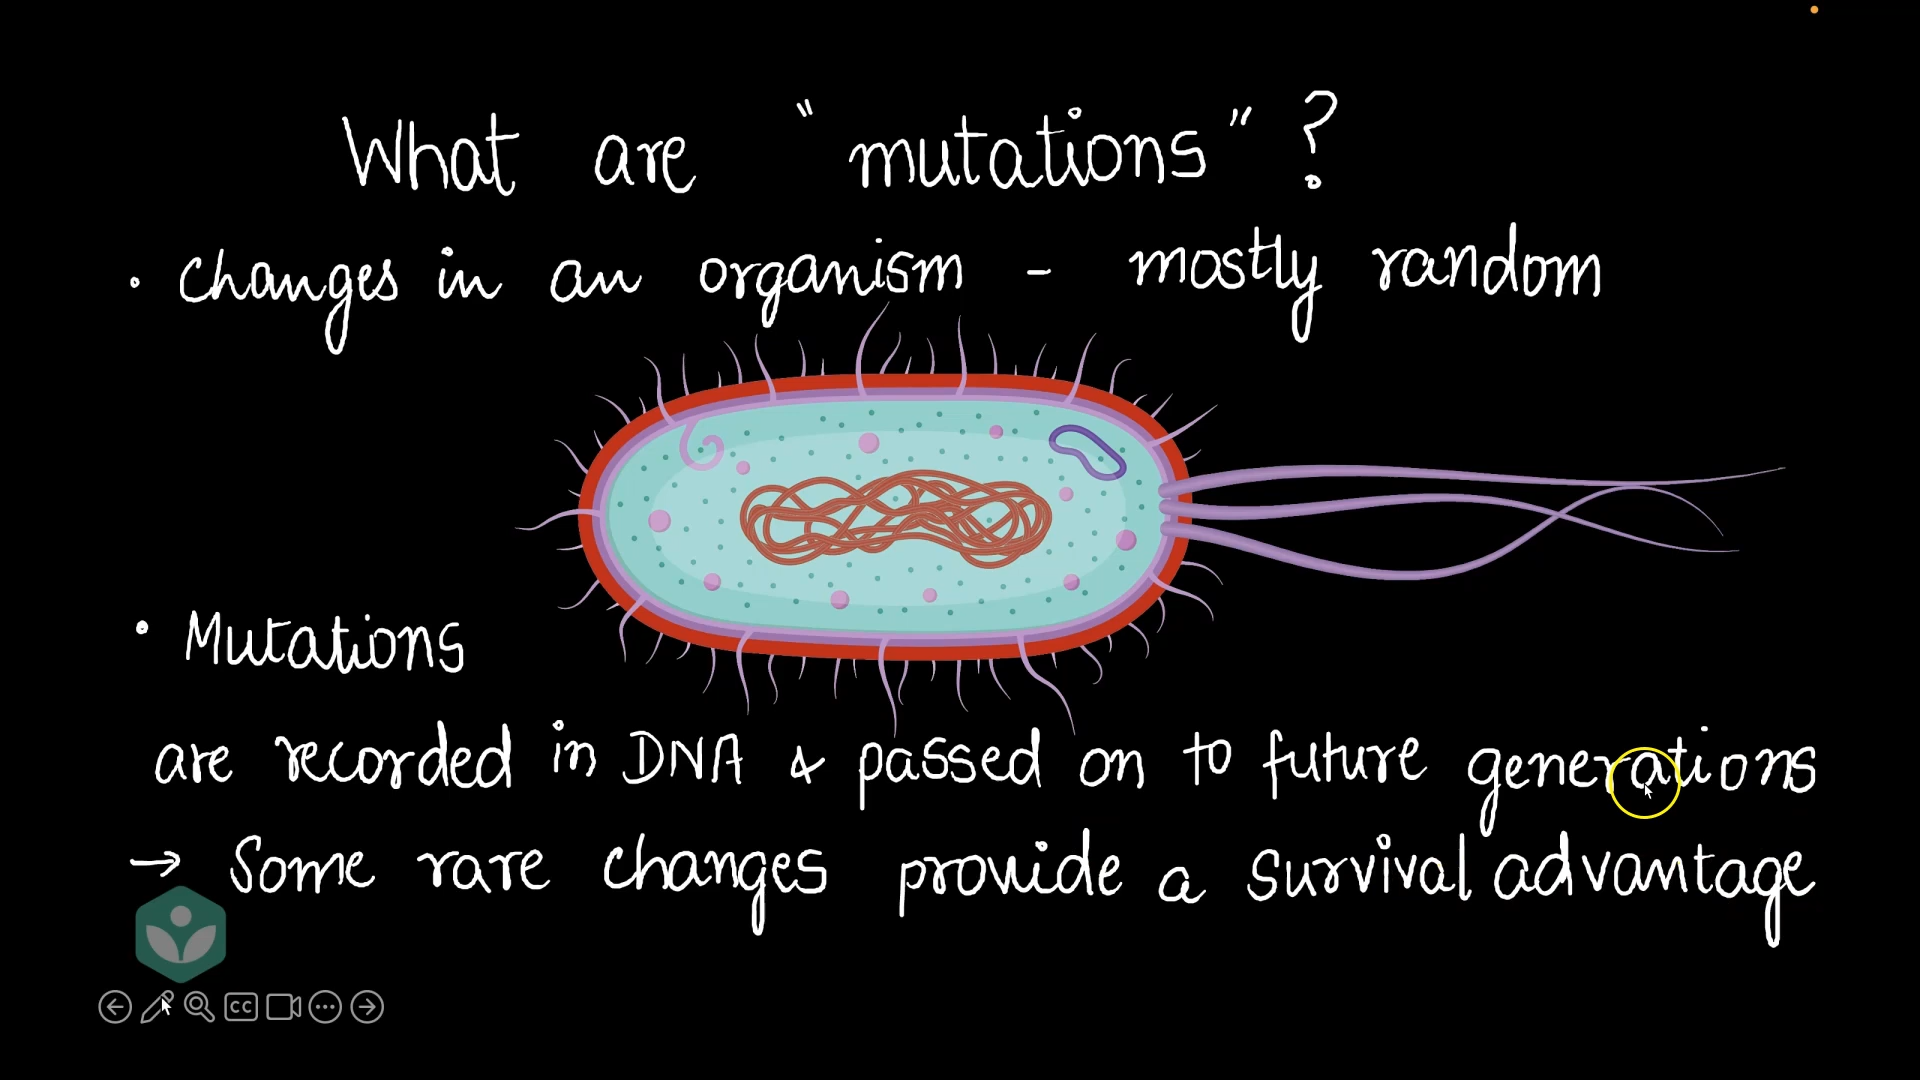 What are "mutations" ?
• Changes in an organism - mostly random
• Mutations
are recorded in DNA & passed on to future generations
→ Some rare changes provide a survival advantage
CC